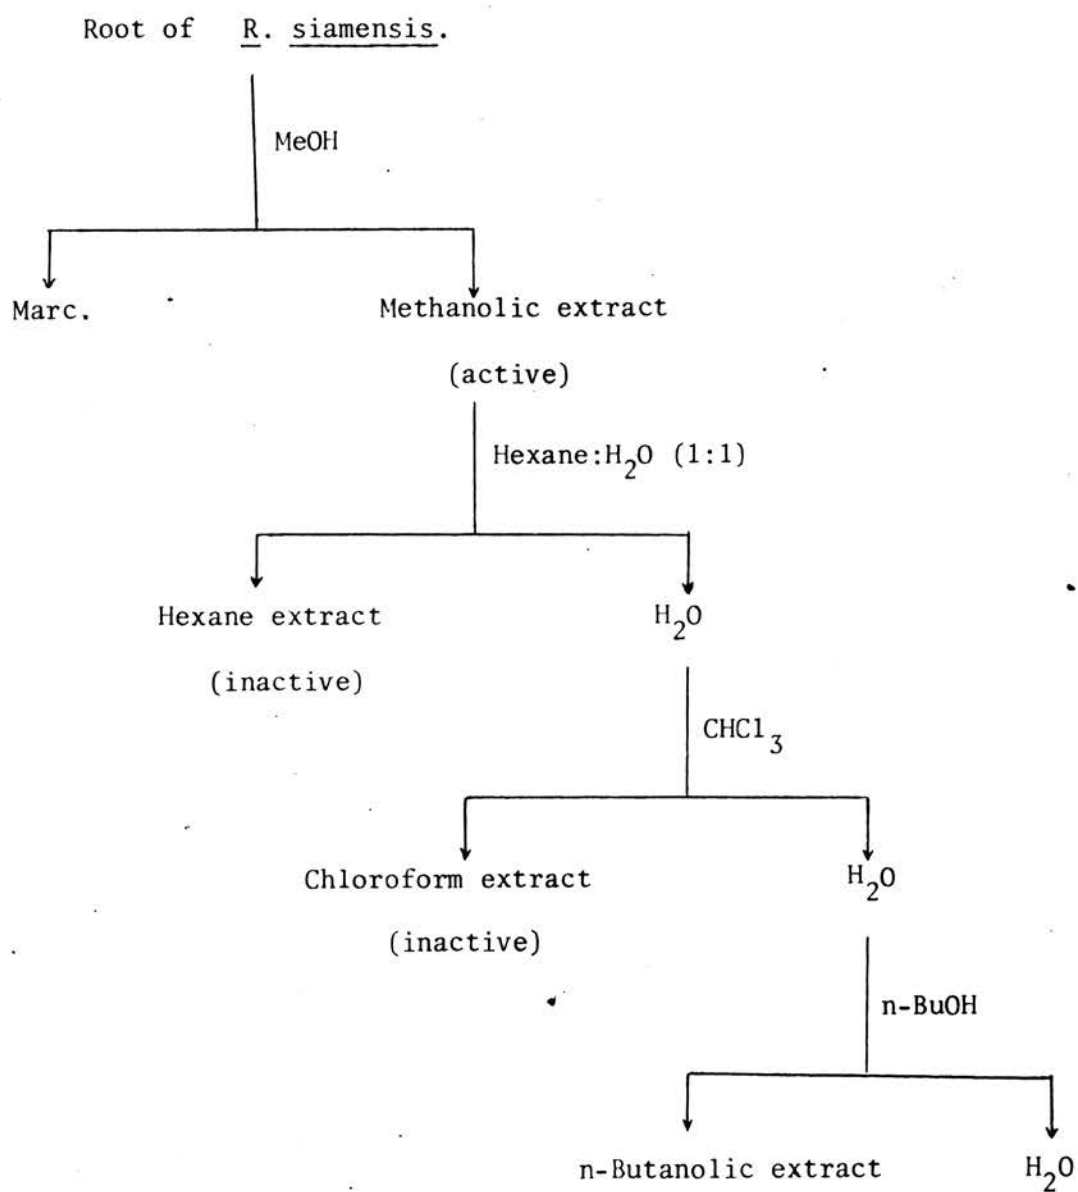 Root of R. siamensis.
MeOH
Marc.
Methanolic extract
(active)
Hexane:H₂O (1:1)
Hexane extract
H₂O
(inactive)
CHCl₃
Chloroform extract
H₂O
(inactive)
n-BuOH
n-Butanolic extract
H₂O